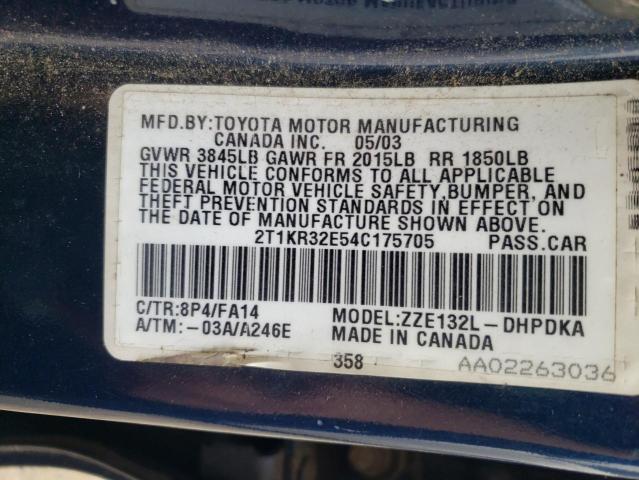 MFD.BY:TOYOTA MOTOR MANUFACTURING
CANADA INC. 05/03
GVWR 3845LB GAWR FR 2015LB RR 1850LB
THIS VEHICLE CONFORMS TO ALL APPLICABLE
FEDERAL MOTOR VEHICLE SAFETY,BUMPER, AND
THEFT PREVENTION STANDARDS IN EFFECT ON
THE DATE OF MANUFACTURE SHOWN ABOVE.
2T1KR32E54C175705 PASS.CAR
C/TR:8P4/FA14 MODEL:ZZE132L-DHPDKA
A/TM:-03A/A246E MADE IN CANADA
358 AA02263036